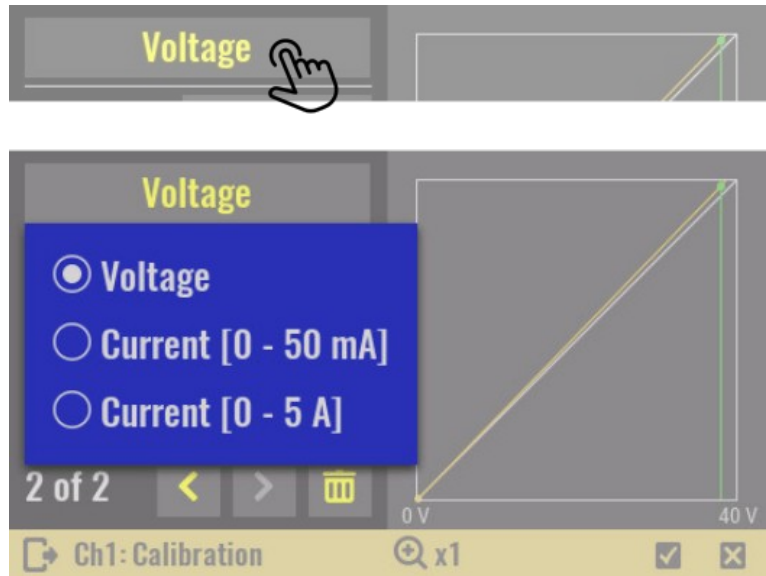 Voltage
Voltage
Voltage
Current [0 - 50 mA]
Current [0 - 5 A]
2 of 2
0 V 40 V
Ch1: Calibration x1